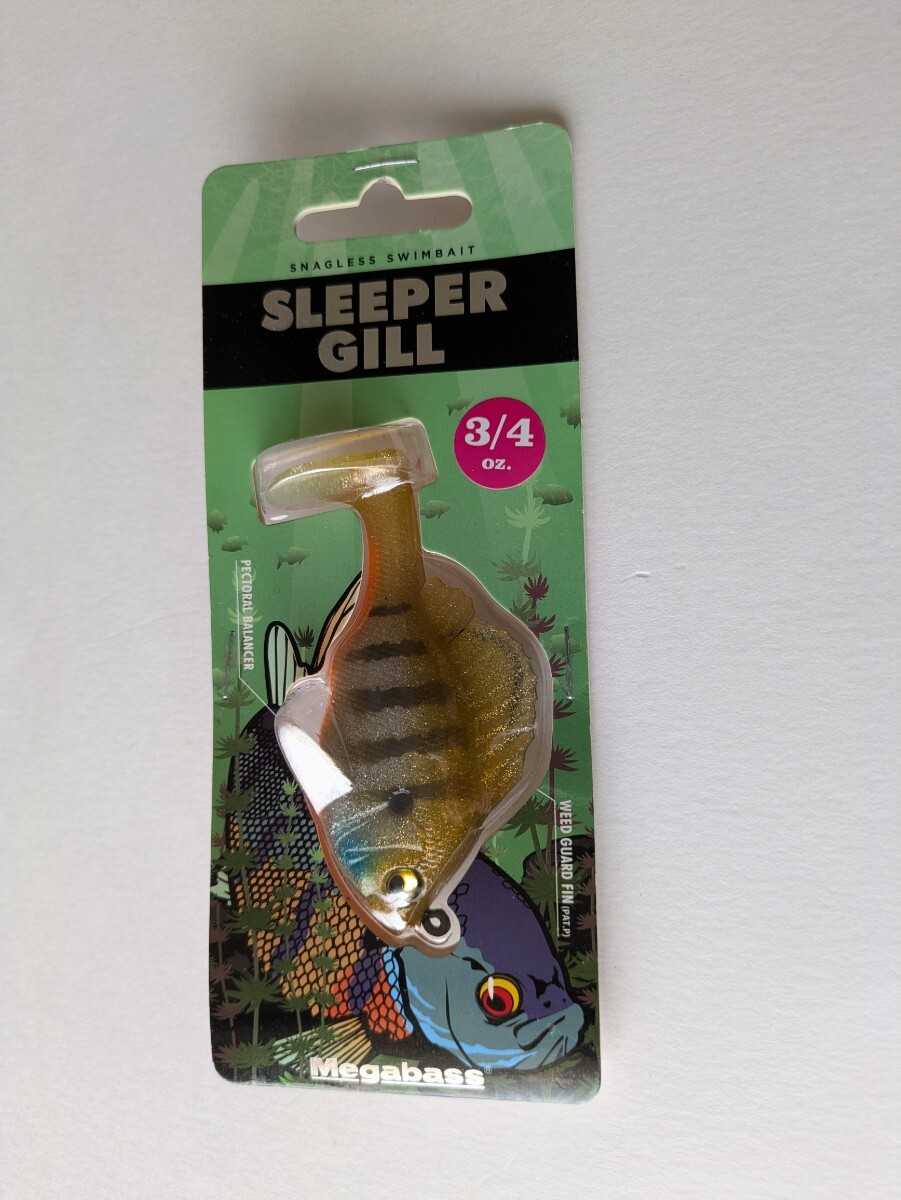 SNAGLESS SWIMBAIT
SLEEPER
GILL
3/4
oz.
PECTORAL BALANCER
WEED GUARD FIN (PAT.P)
Megabass®